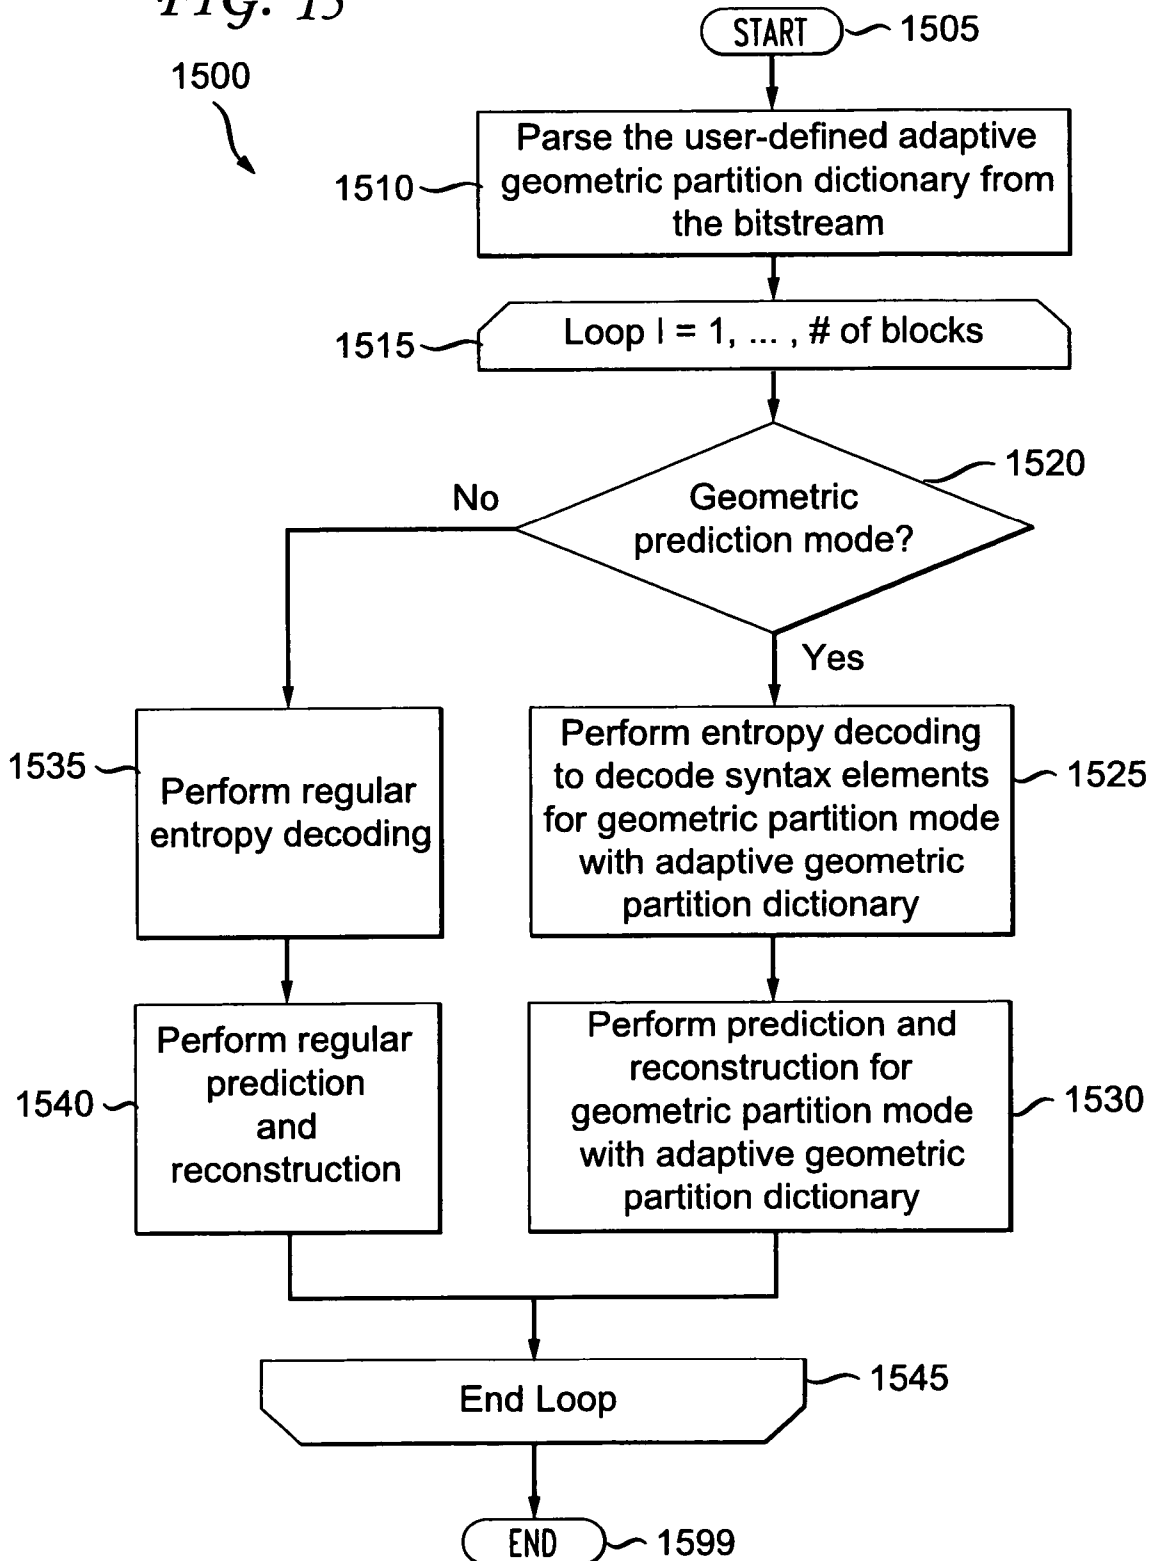 FIG. 15
1500
START
1505
Parse the user-defined adaptive
geometric partition dictionary from
the bitstream
1510
Loop I = 1, ... , # of blocks
1515
Geometric
prediction mode?
1520
No
Yes
Perform regular
entropy decoding
1535
Perform entropy decoding
to decode syntax elements
for geometric partition mode
with adaptive geometric
partition dictionary
1525
Perform regular
prediction
and
reconstruction
1540
Perform prediction and
reconstruction for
geometric partition mode
with adaptive geometric
partition dictionary
1530
End Loop
1545
END
1599